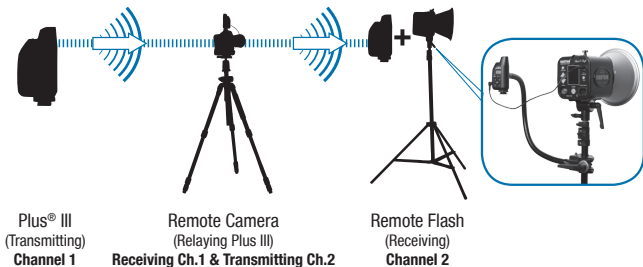 Plus® III
(Transmitting)
Channel 1
Remote Camera
(Relaying Plus III)
Receiving Ch.1 & Transmitting Ch.2
Remote Flash
(Receiving)
Channel 2